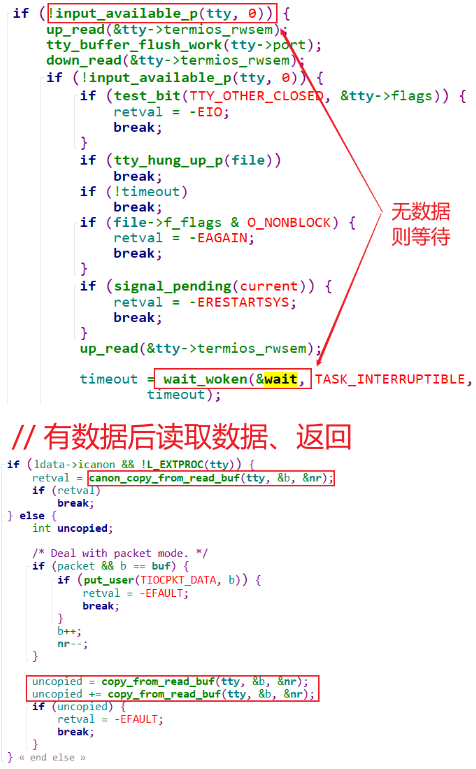 if (!input_available_p(tty, 0)) {
up_read(&tty->termios_rwsem);
tty_buffer_flush_work(tty->port);
down_read(&tty->termios_rwsem);
if (!input_available_p(tty, 0)) {
if (test_bit(TTY_OTHER_CLOSED, &tty->flags)) {
retval = -EIO;
break;
}
if (tty_hung_up_p(file))
break;
if (!timeout)
break;
if (file->f_flags & O_NONBLOCK) {
retval = -EAGAIN;
break;
}
if (signal_pending(current)) {
retval = -ERESTARTSYS;
break;
}
up_read(&tty->termios_rwsem);
timeout = wait_woken(&wait, TASK_INTERRUPTIBLE,
timeout);
无数据
则等待
// 有数据后读取数据、返回
if (ldata->icanon && !L_EXTPROC(tty)) {
retval = canon_copy_from_read_buf(tty, &b, &nr);
if (retval)
break;
} else {
int uncopied;
/* Deal with packet mode. */
if (packet && b == buf) {
if (put_user(TIOCPKT_DATA, b)) {
retval = -EFAULT;
break;
}
b++;
nr--;
}
uncopied = copy_from_read_buf(tty, &b, &nr);
uncopied += copy_from_read_buf(tty, &b, &nr);
if (uncopied) {
retval = -EFAULT;
break;
}
} « end else »